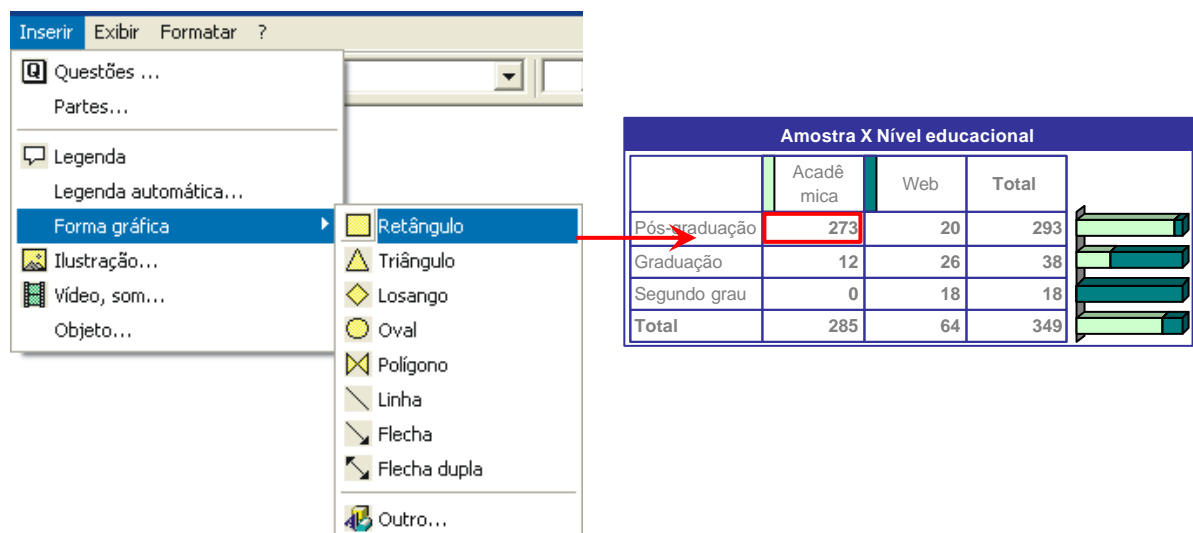 Inserir Exibir Formatar ?
Q Questões ...
Partes...
Legenda
Legenda automática...
Forma gráfica
Ilustração...
Vídeo, som...
Objeto...
Retângulo
Triângulo
Losango
Oval
Polígono
Linha
Flecha
Flecha dupla
Outro...
Amostra X Nível educacional
Acadê
mica Web Total
Pós-graduação 273 20 293
Graduação 12 26 38
Segundo grau 0 18 18
Total 285 64 349